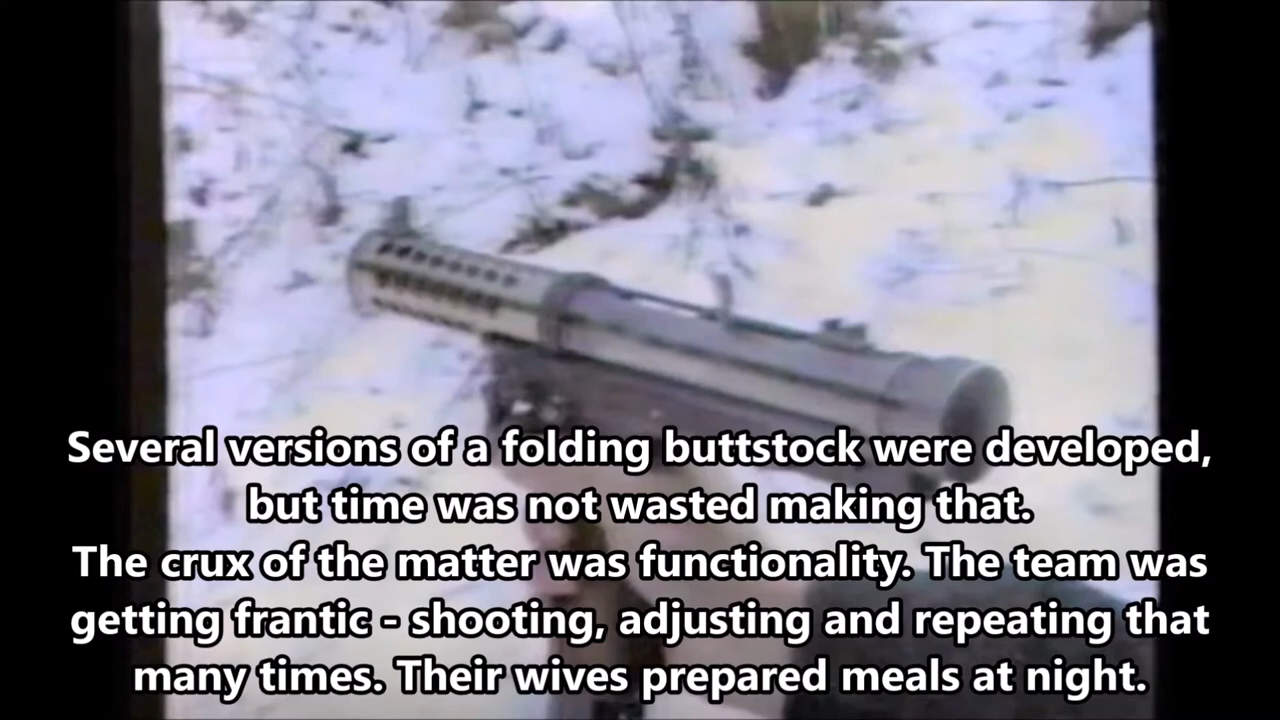 Several versions of a folding buttstock were developed,
but time was not wasted making that.
The crux of the matter was functionality. The team was
getting frantic - shooting, adjusting and repeating that
many times. Their wives prepared meals at night.